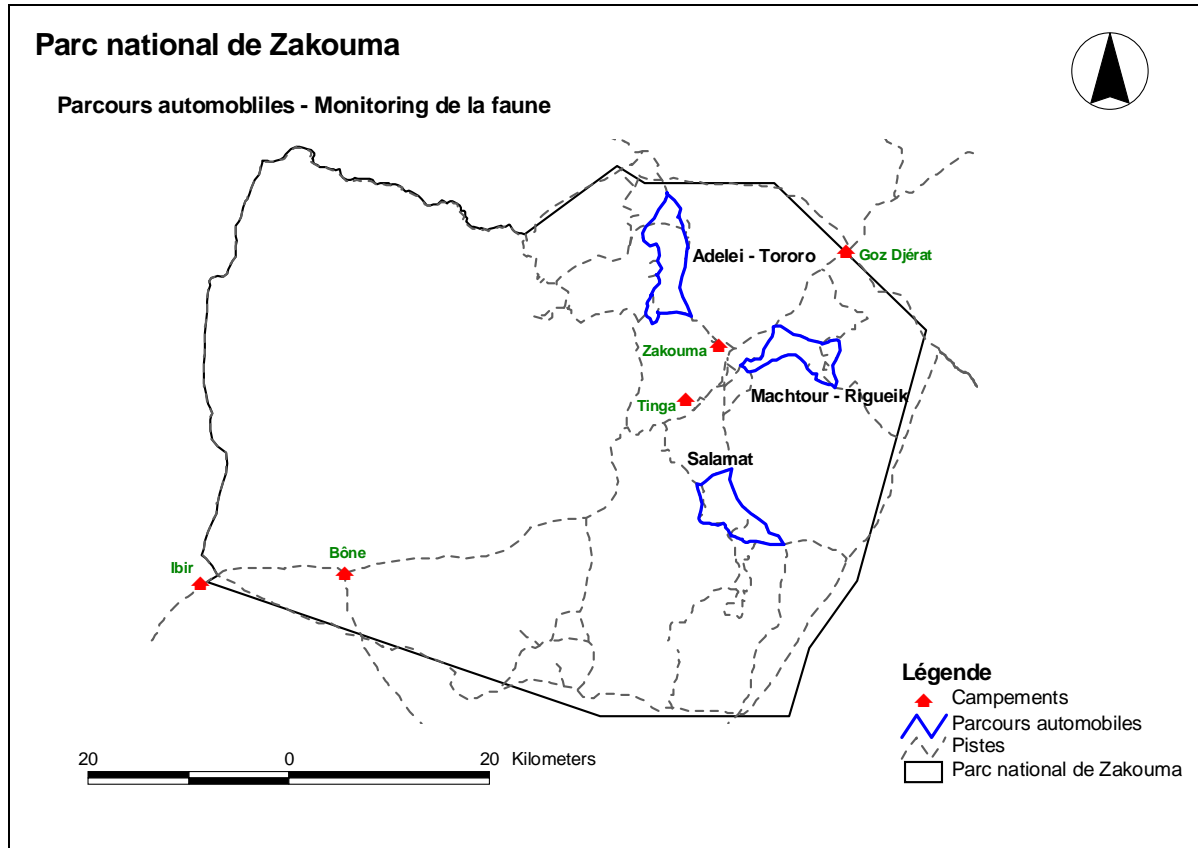 Parc national de Zakouma
Parcours automobliles - Monitoring de la faune
Adelei - Tororo
Goz Djérat
Zakouma
Machtour - Rigueik
Tinga
Salamat
Bône
Ibir
Légende
Campements
Parcours automobiles
Pistes
Parc national de Zakouma
20 0 20 Kilometers